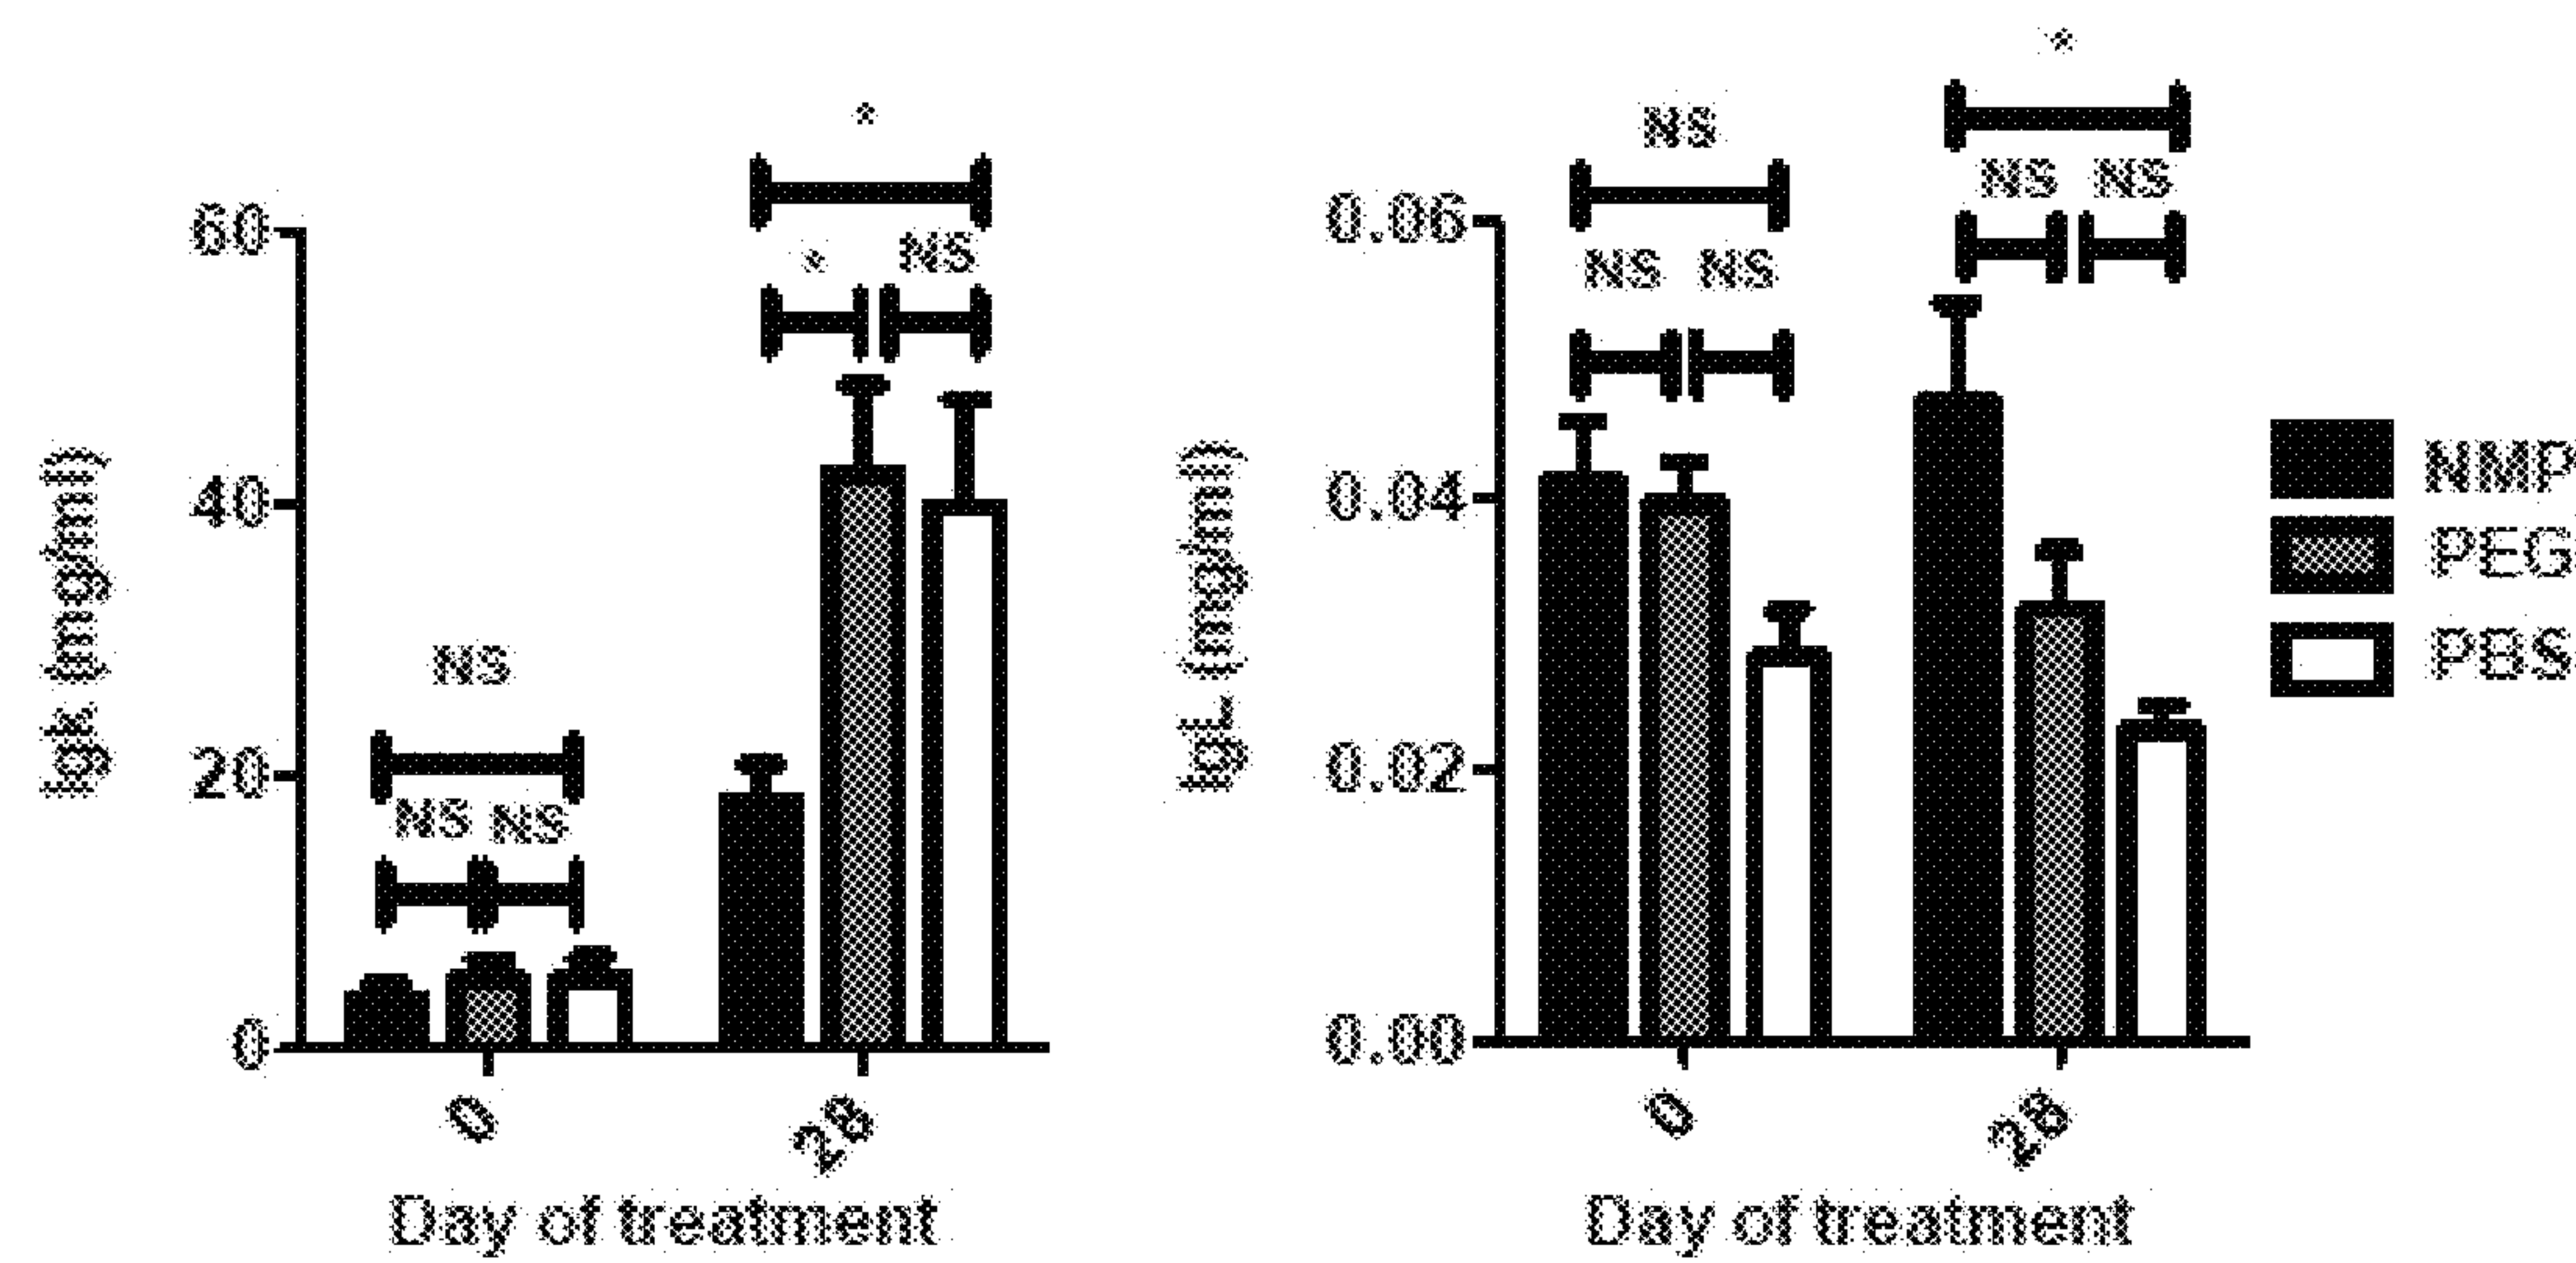 *
* NS
60
40
20
0
Igk (mg/ml)
NS
NS NS
0
28
Day of treatment
*
NS
NS NS
NS NS
0.06
0.04
0.02
0.00
IgL (mg/ml)
0
28
Day of treatment
NMP
PEG
PBS